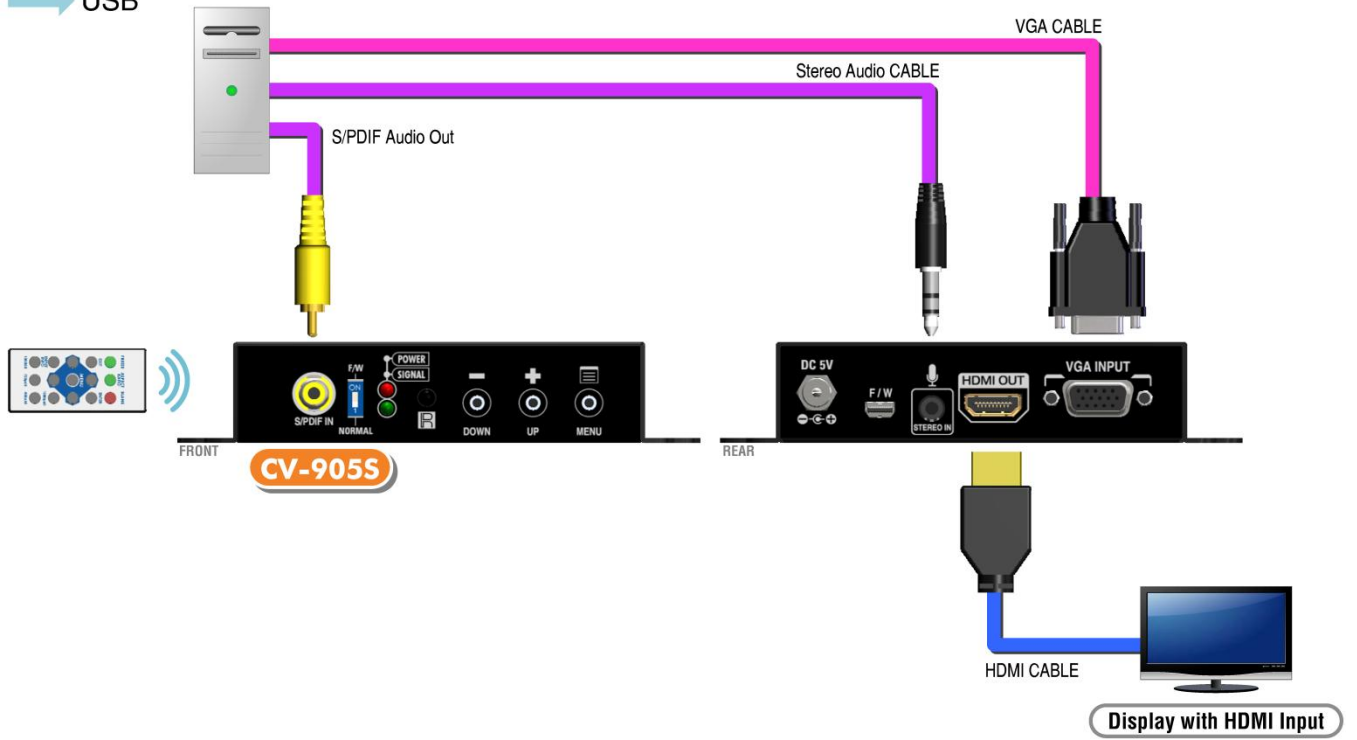 USB
VGA CABLE
Stereo Audio CABLE
S/PDIF Audio Out
F/W
POWER
SIGNAL
ON
S/PDIF IN
NORMAL
IR
DOWN
UP
MENU
FRONT
CV-905S
DC 5V
F / W
STEREO IN
HDMI OUT
VGA INPUT
REAR
HDMI CABLE
Display with HDMI Input